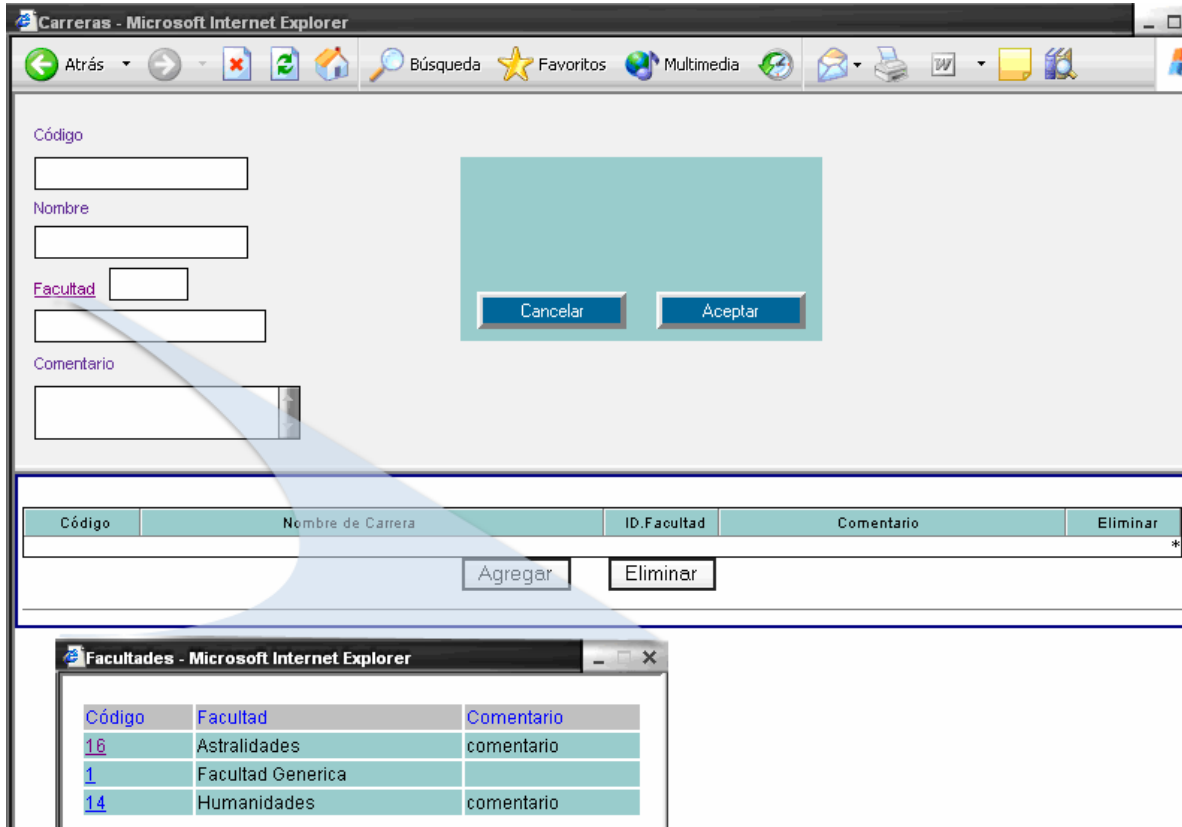 Carreras - Microsoft Internet Explorer
Atrás Búsqueda Favoritos Multimedia W
Código
Nombre
Facultad
Cancelar Aceptar
Comentario
Código Nombre de Carrera ID.Facultad Comentario Eliminar
*
Agregar Eliminar
Facultades - Microsoft Internet Explorer
Código Facultad Comentario
16 Astralidades comentario
1 Facultad Generica
14 Humanidades comentario